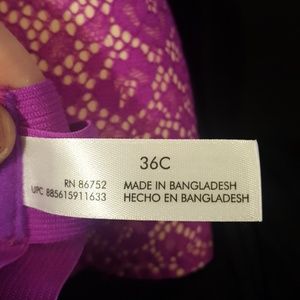 36C
RN 86752 MADE IN BANGLADESH
UPC 885615911633 HECHO EN BANGLADESH